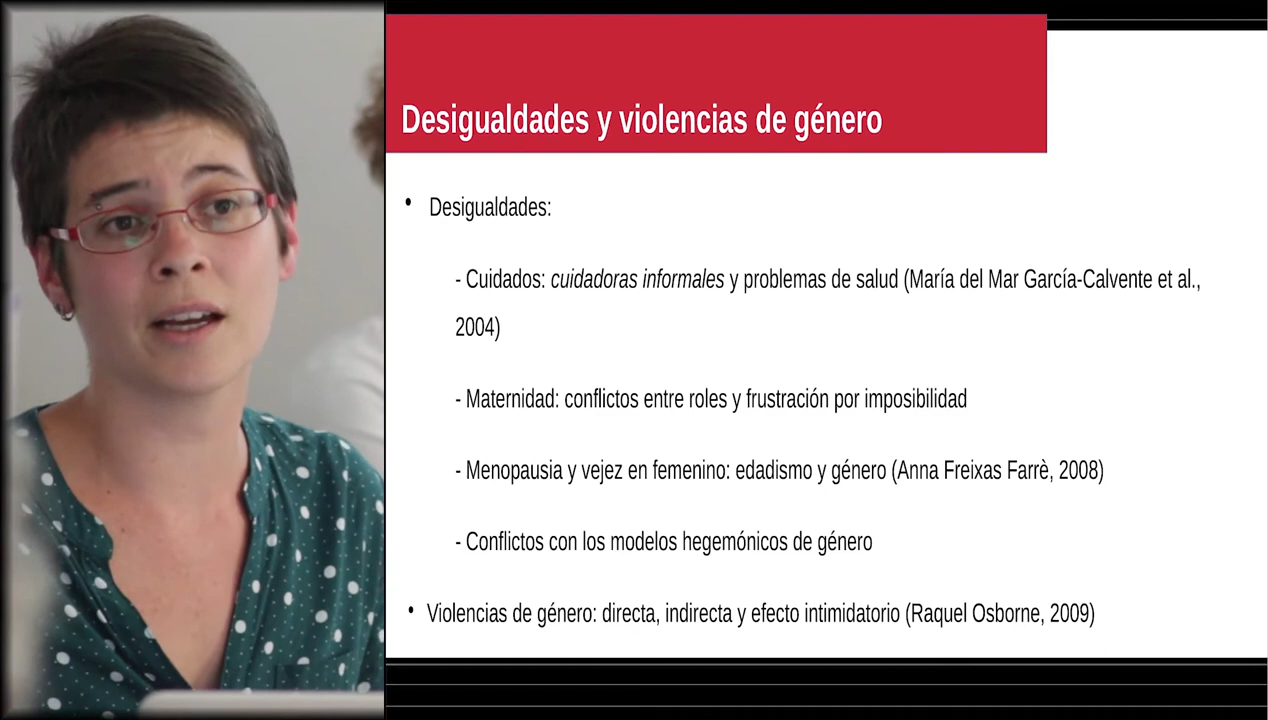 Desigualdades y violencias de género
• Desigualdades:
- Cuidados: cuidadoras informales y problemas de salud (María del Mar García-Calvente et al.,
2004)
- Maternidad: conflictos entre roles y frustración por imposibilidad
- Menopausia y vejez en femenino: edadismo y género (Anna Freixas Farrè, 2008)
- Conflictos con los modelos hegemónicos de género
• Violencias de género: directa, indirecta y efecto intimidatorio (Raquel Osborne, 2009)